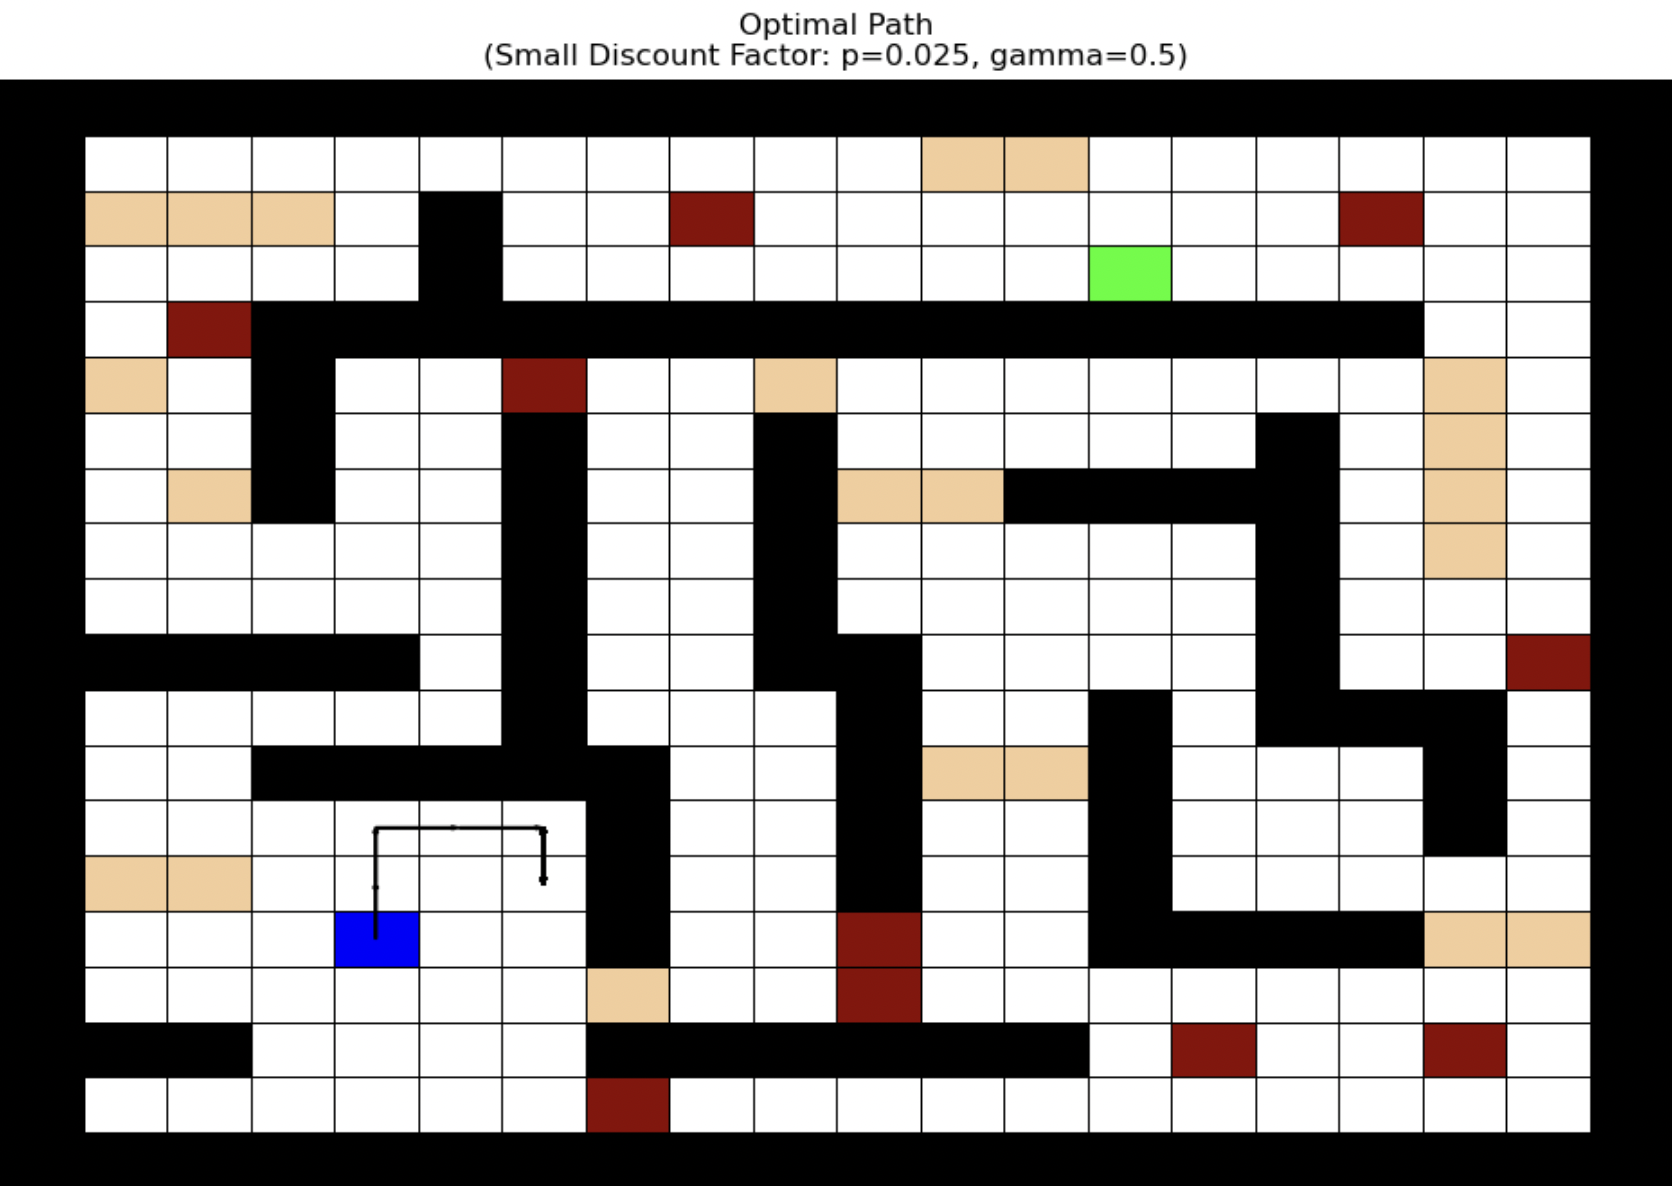 Optimal Path
(Small Discount Factor: p=0.025, gamma=0.5)